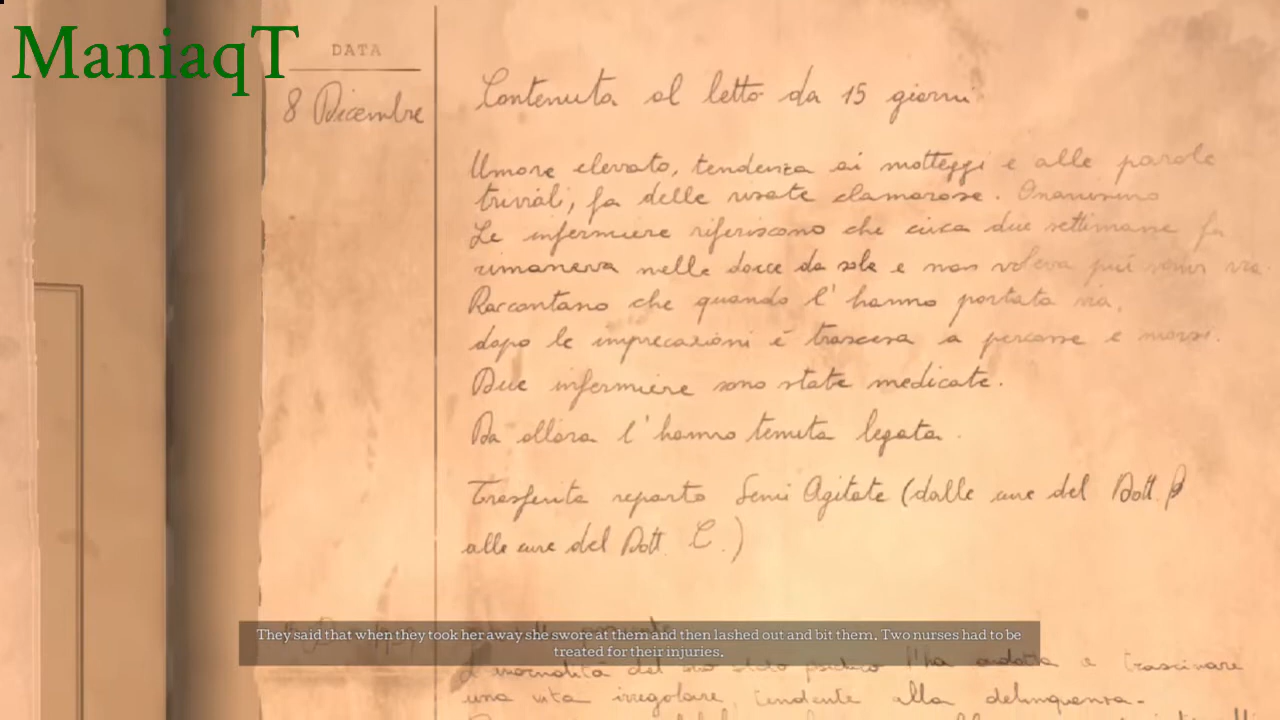 ManiaqT
DATA
8 Dicembre
Contenuta al letto da 15 giorni
Umore elevato, tendenza ai motteggi e alle parole
triviali, fa delle risate clamorose. Onanismo
Le infermiere riferiscono che circa due settimane fa
rimaneva nelle docce da sola e non voleva più venir via.
Raccontano che quando l'hanno portata via,
dopo le imprecazioni è trascesa a percosse e morsi.
Due infermiere sono state medicate.
Da allora l'hanno tenuta legata.
Trasferita reparto Semi Agitate (dalle cure del Dott. P
alle cure del Dott. C.)
They said that when they took her away she swore at them and then lashed out and bit them. Two nurses had to be
treated for their injuries.
del suo stato psichico l'ha a trascinare
una vita irregolare, tendente alla delinquenza.